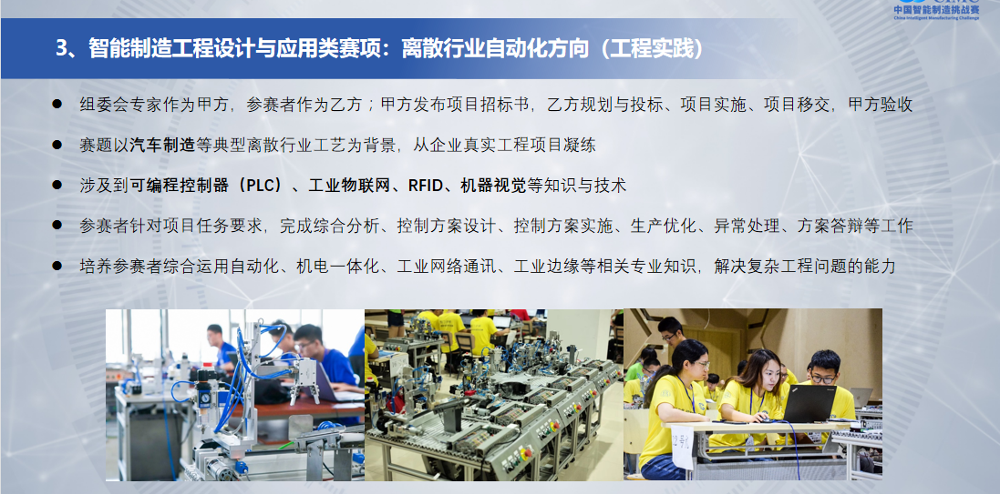 CIMC
中国智能制造挑战赛
China Intelligent Manufacturing Challenge
3、智能制造工程设计与应用类赛项：离散行业自动化方向（工程实践）
● 组委会专家作为甲方，参赛者作为乙方；甲方发布项目招标书，乙方规划与投标、项目实施、项目移交，甲方验收
● 赛题以汽车制造等典型离散行业工艺为背景，从企业真实工程项目凝练
● 涉及到可编程控制器（PLC）、工业物联网、RFID、机器视觉等知识与技术
● 参赛者针对项目任务要求，完成综合分析、控制方案设计、控制方案实施、生产优化、异常处理、方案答辩等工作
● 培养参赛者综合运用自动化、机电一体化、工业网络通讯、工业边缘等相关专业知识，解决复杂工程问题的能力